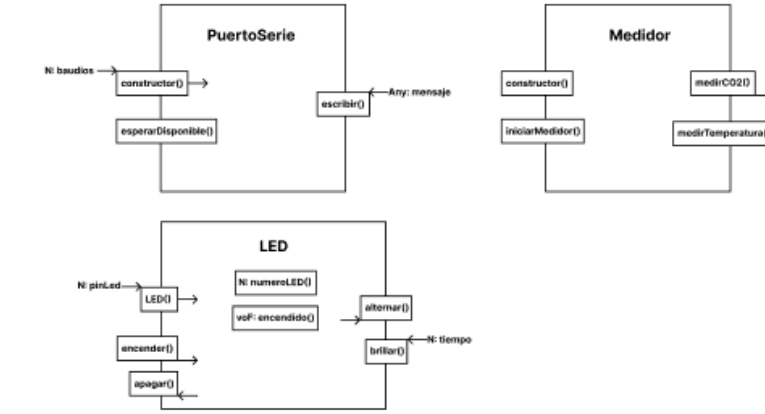 PuertoSerie
N: baudios
constructor()
esperarDisponible()
escribir()
Any: mensaje
Medidor
constructor()
iniciarMedidor()
medirCO2()
medirTemperatura(
LED
N: pinLed
LED()
N: numeroLED()
voF: encendido()
alternar()
encender()
brillar()
N: tiempo
apagar()